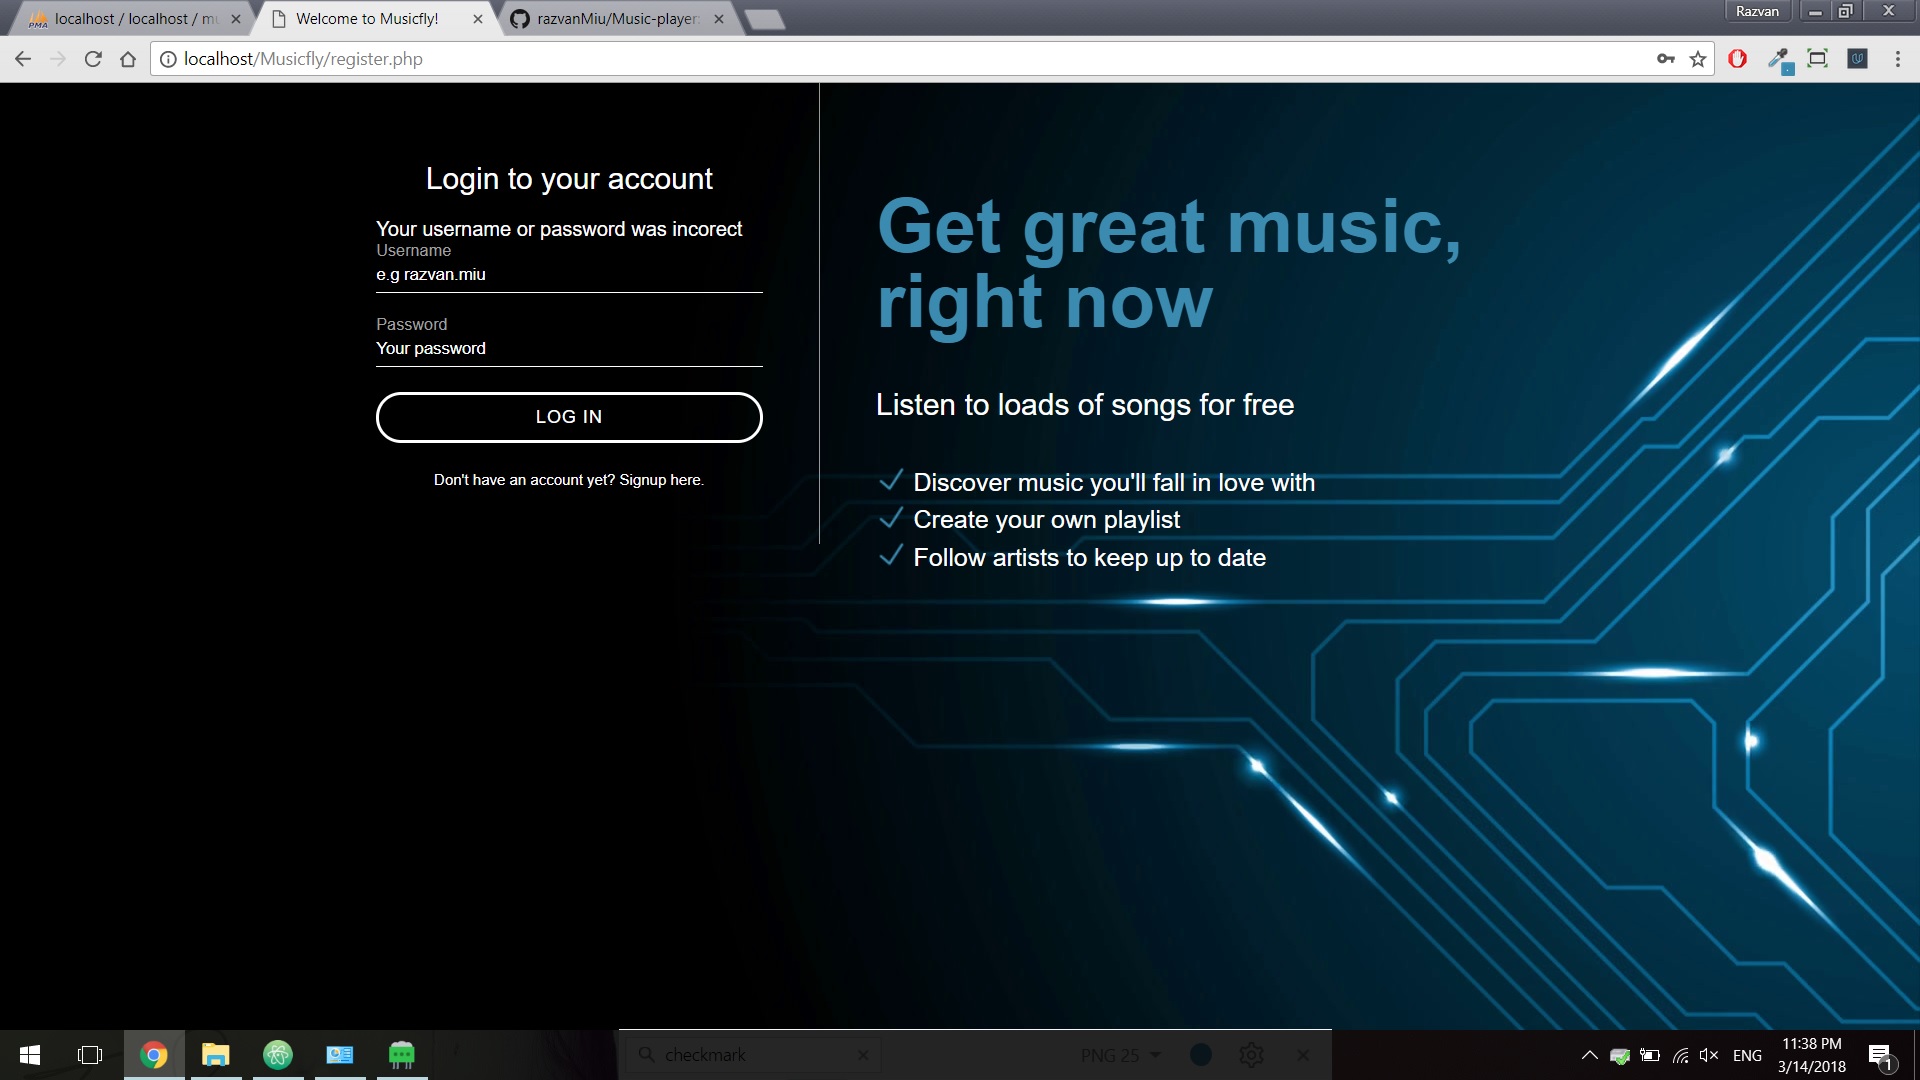 localhost / localhost / mu
Welcome to Musicfly!
razvanMiu/Music-player:
Razvan
localhost/Musicfly/register.php
Login to your account
Your username or password was incorect
Username
e.g razvan.miu
Password
Your password
LOG IN
Don't have an account yet? Signup here.
Get great music,
right now
Listen to loads of songs for free
Discover music you'll fall in love with
Create your own playlist
Follow artists to keep up to date
checkmark
PNG 25
ENG
11:38 PM
3/14/2018
1